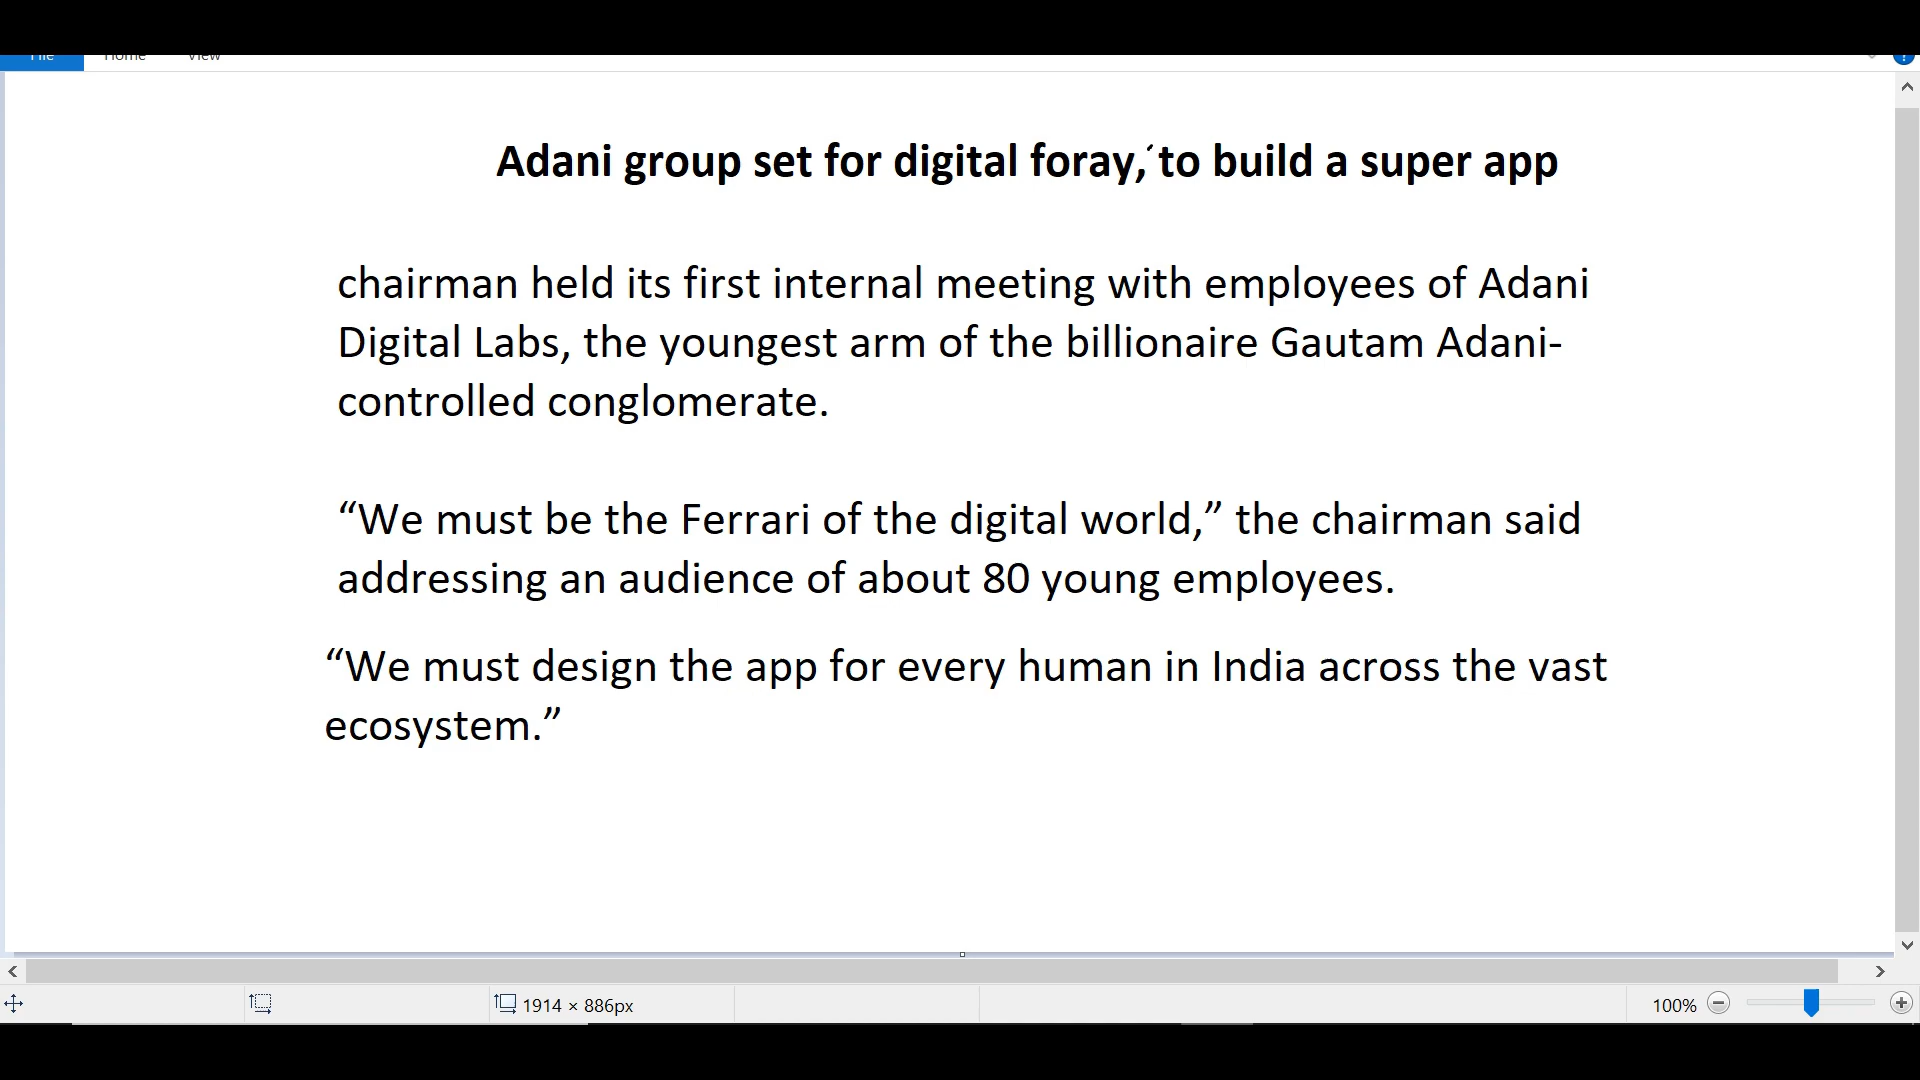 File Home View
Adani group set for digital foray, to build a super app
chairman held its first internal meeting with employees of Adani
Digital Labs, the youngest arm of the billionaire Gautam Adani-
controlled conglomerate.
“We must be the Ferrari of the digital world,” the chairman said
addressing an audience of about 80 young employees.
“We must design the app for every human in India across the vast
ecosystem.”
1914 × 886px
100%